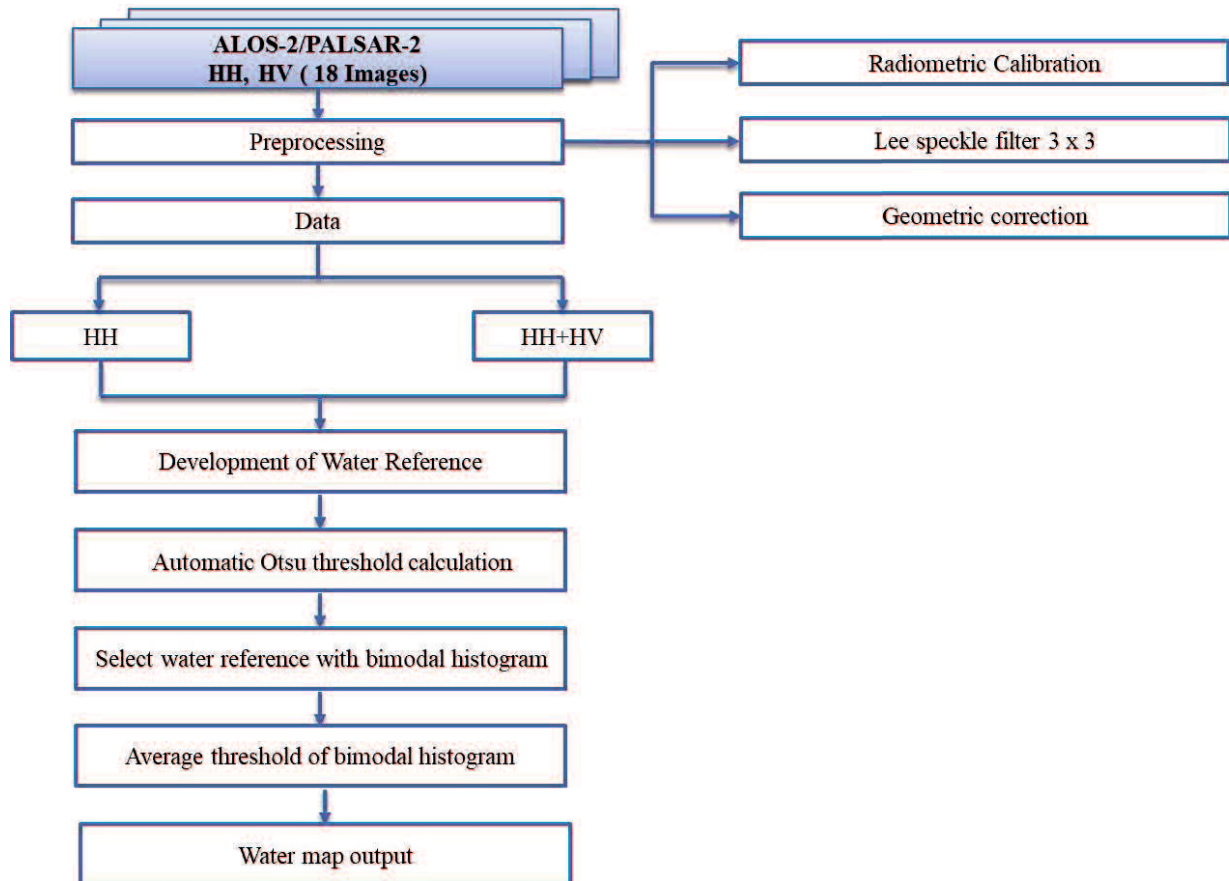 ALOS-2/PALSAR-2
HH, HV ( 18 Images)
Preprocessing
Radiometric Calibration
Lee speckle filter 3 x 3
Geometric correction
Data
HH
HH+HV
Development of Water Reference
Automatic Otsu threshold calculation
Select water reference with bimodal histogram
Average threshold of bimodal histogram
Water map output